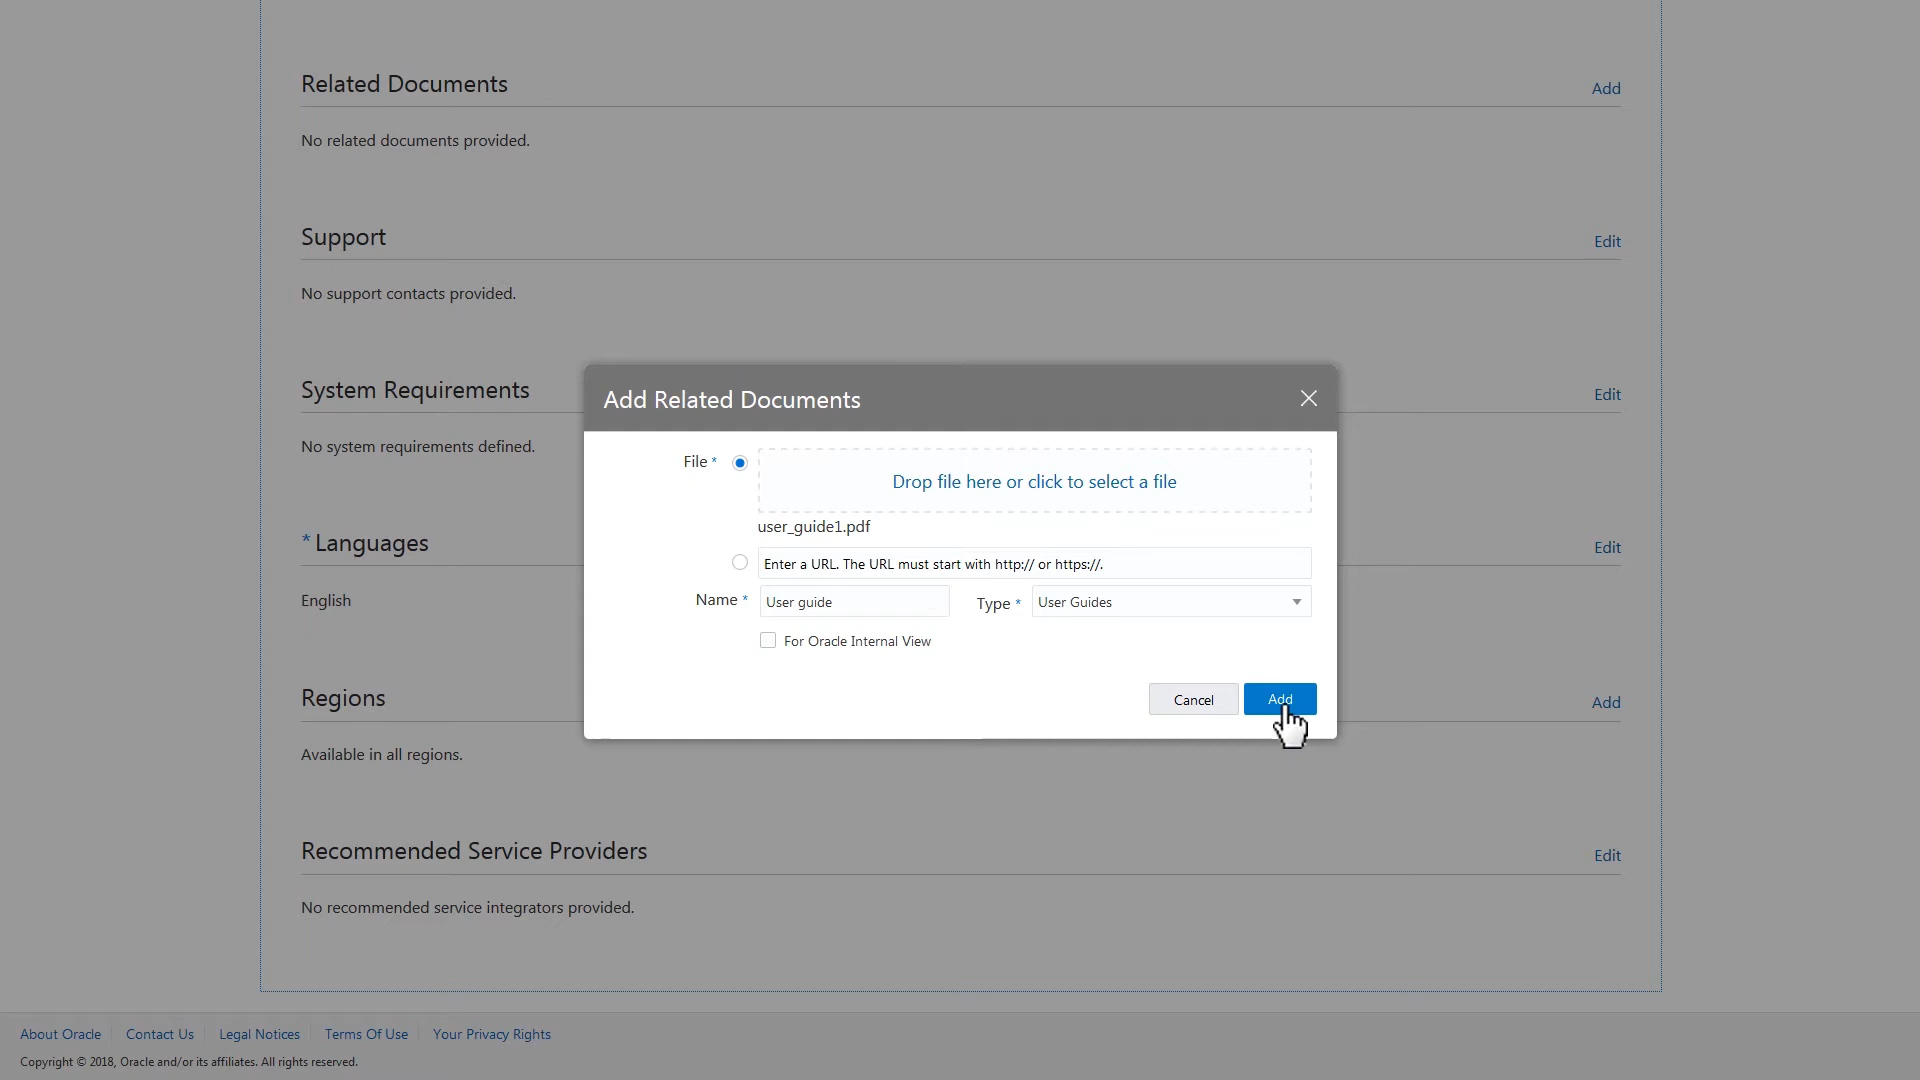 Related Documents
Add
No related documents provided.
Support
Edit
No support contacts provided.
System Requirements
Edit
No system requirements defined.
* Languages
Edit
English
Regions
Add
Available in all regions.
Recommended Service Providers
Edit
No recommended service integrators provided.
Add Related Documents
File *
Drop file here or click to select a file
user_guide1.pdf
Enter a URL. The URL must start with http:// or https://.
Name * User guide Type * User Guides
For Oracle Internal View
Cancel Add
About Oracle Contact Us Legal Notices Terms Of Use Your Privacy Rights
Copyright © 2018, Oracle and/or its affiliates. All rights reserved.